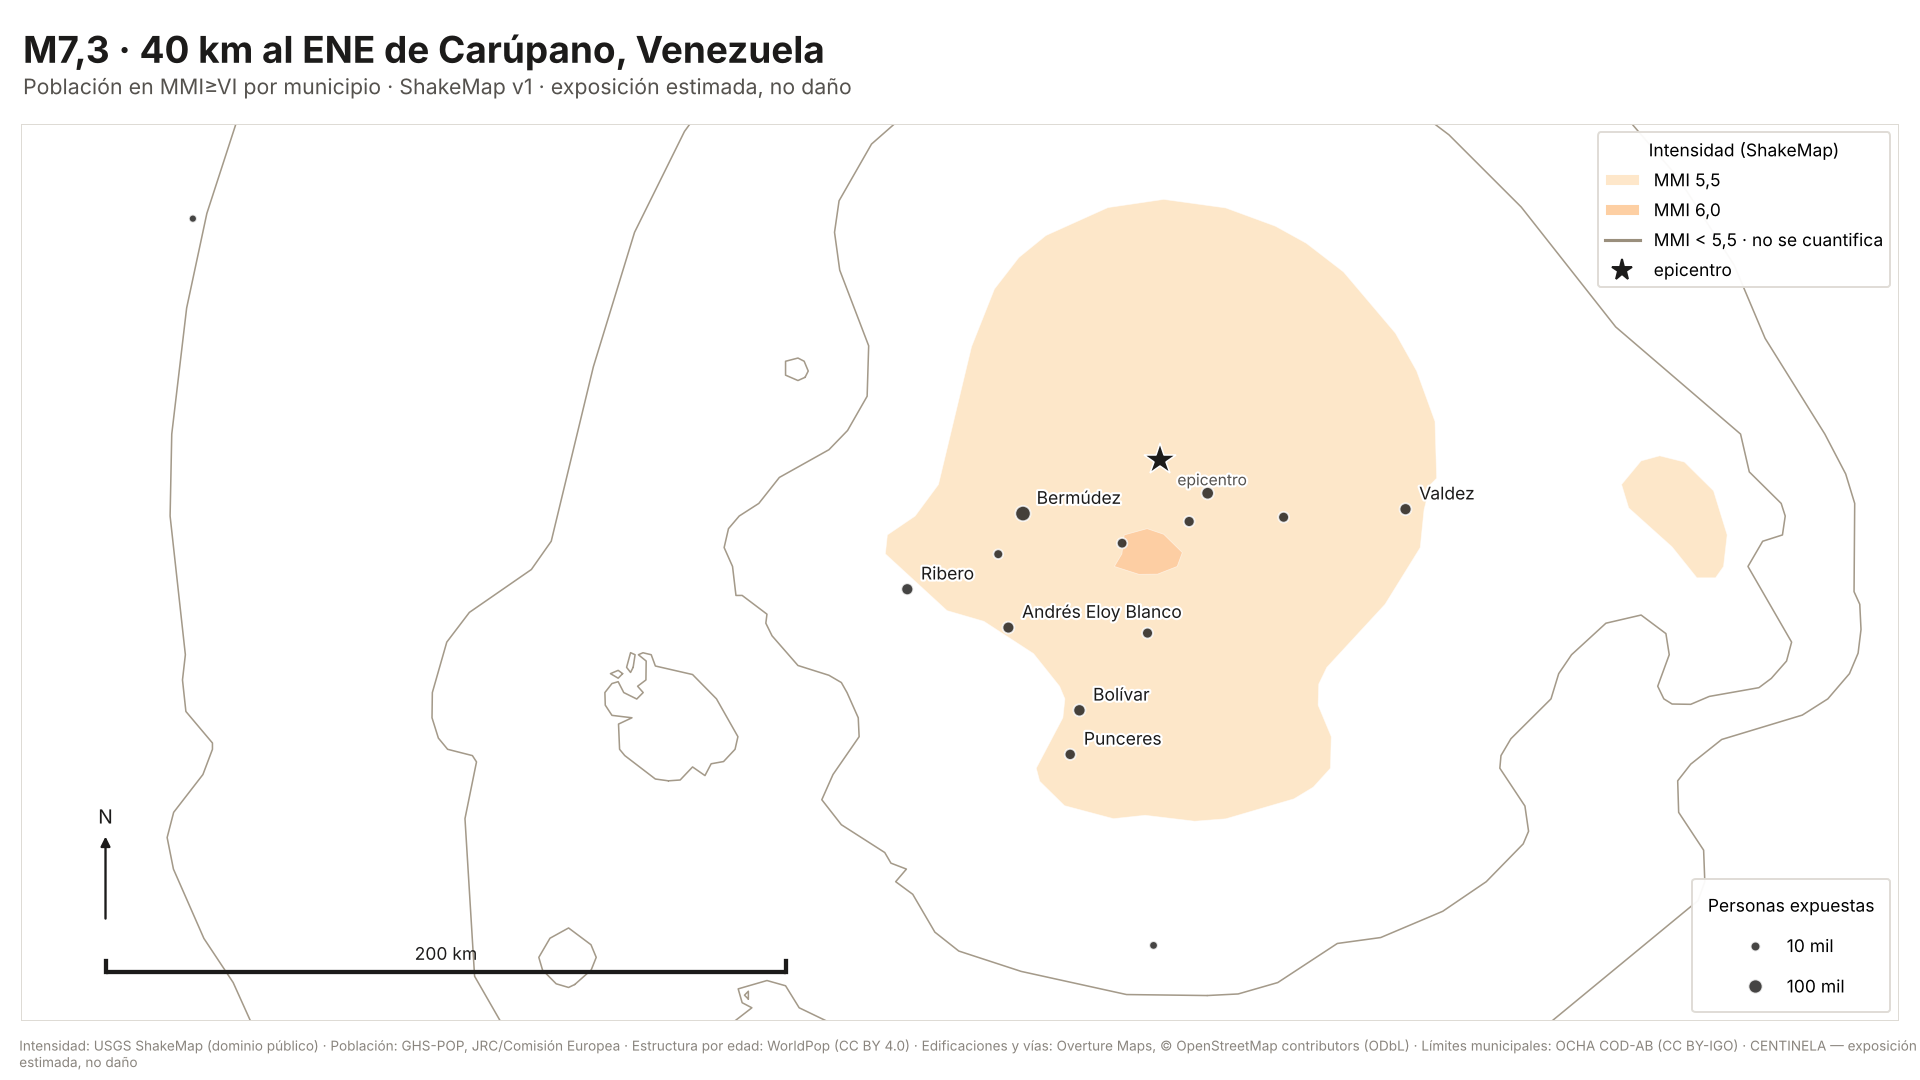 M7,3 · 40 km al ENE de Carúpano, Venezuela
Población en MMI≥VI por municipio · ShakeMap v1 · exposición estimada, no daño
Intensidad (ShakeMap)
MMI 5,5
MMI 6,0
MMI < 5,5 · no se cuantifica
epicentro
epicentro
Bermúdez
Valdez
Ribero
Andrés Eloy Blanco
Bolívar
Punceres
N
200 km
Personas expuestas
10 mil
100 mil
Intensidad: USGS ShakeMap (dominio público) · Población: GHS-POP, JRC/Comisión Europea · Estructura por edad: WorldPop (CC BY 4.0) · Edificaciones y vías: Overture Maps, © OpenStreetMap contributors (ODbL) · Límites municipales: OCHA COD-AB (CC BY-IGO) · CENTINELA — exposición
estimada, no daño